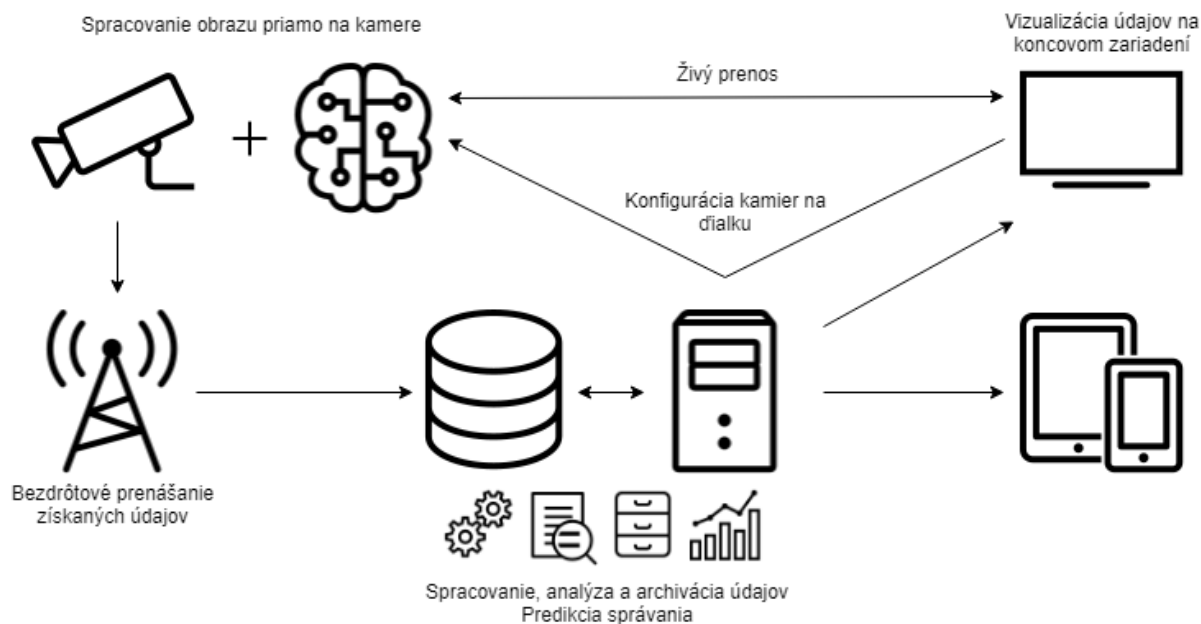 Spracovanie obrazu priamo na kamere
Vizualizácia údajov na
koncovom zariadení
Živý prenos
Konfigurácia kamier na
ďialku
Bezdrôtové prenášanie
získaných údajov
Spracovanie, analýza a archivácia údajov
Predikcia správania